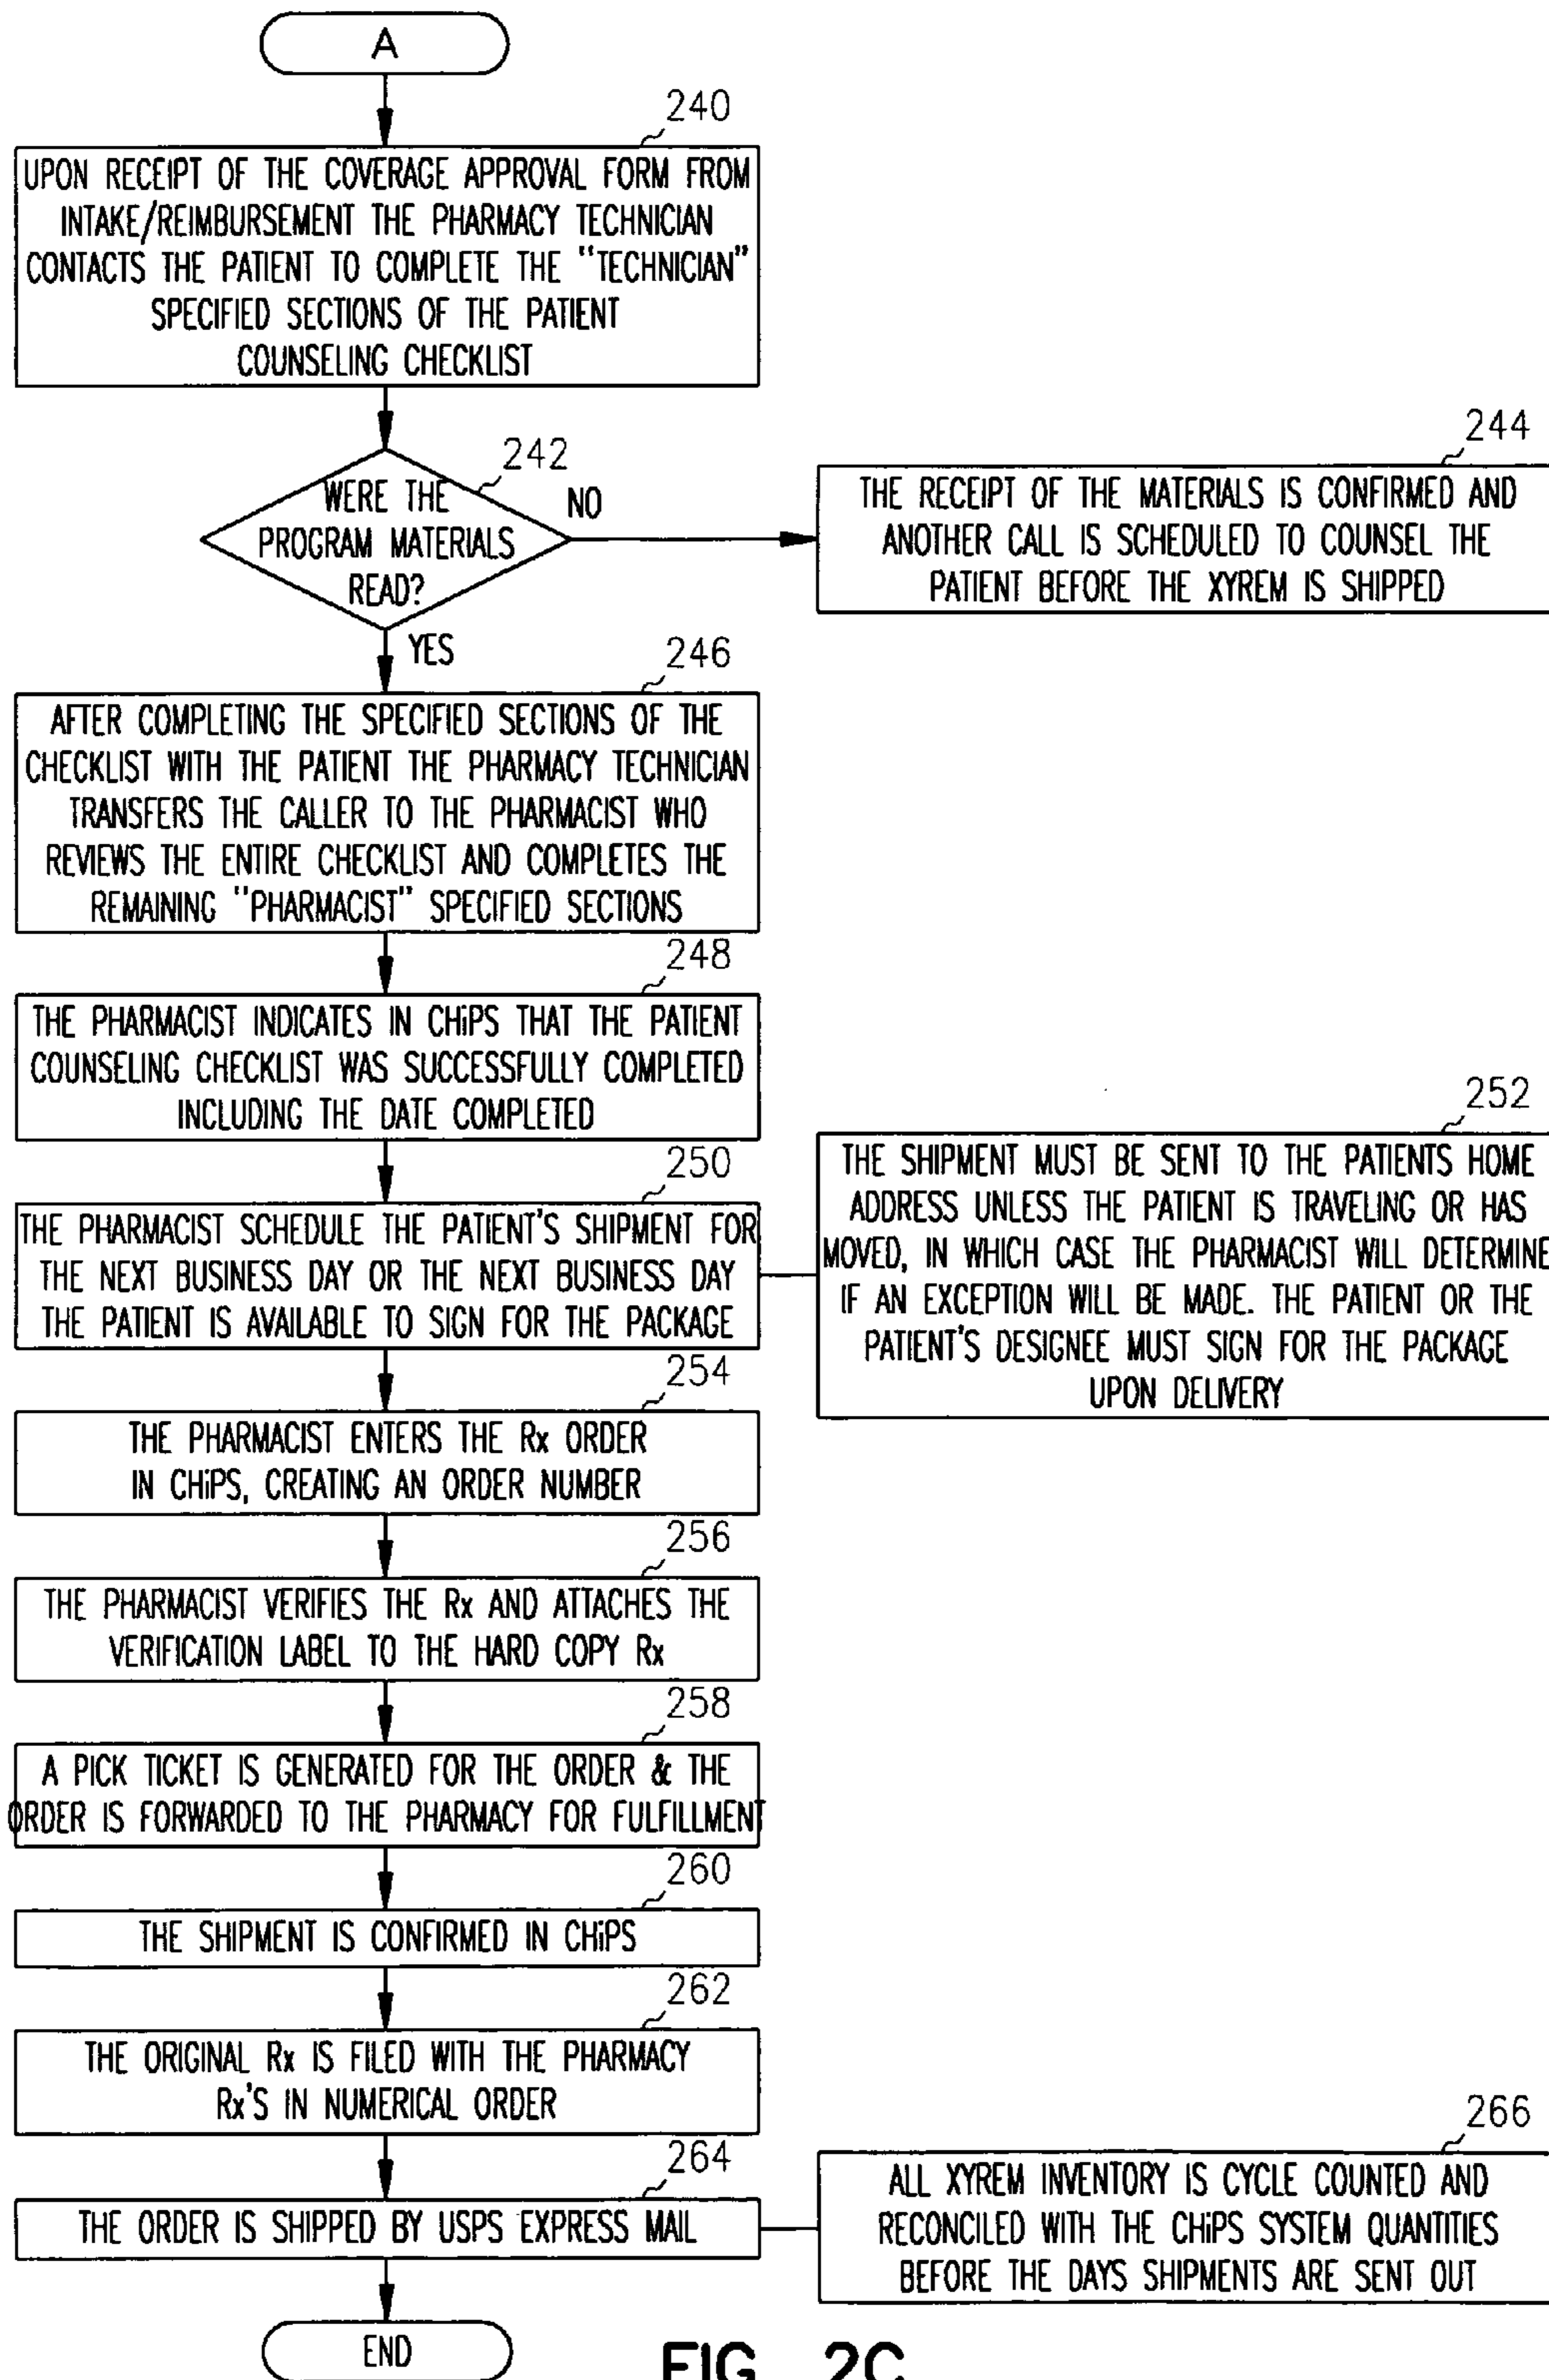 A
240
UPON RECEIPT OF THE COVERAGE APPROVAL FORM FROM
INTAKE/REIMBURSEMENT THE PHARMACY TECHNICIAN
CONTACTS THE PATIENT TO COMPLETE THE "TECHNICIAN"
SPECIFIED SECTIONS OF THE PATIENT
COUNSELING CHECKLIST
242
WERE THE
PROGRAM MATERIALS
READ?
NO
244
THE RECEIPT OF THE MATERIALS IS CONFIRMED AND
ANOTHER CALL IS SCHEDULED TO COUNSEL THE
PATIENT BEFORE THE XYREM IS SHIPPED
YES
246
AFTER COMPLETING THE SPECIFIED SECTIONS OF THE
CHECKLIST WITH THE PATIENT THE PHARMACY TECHNICIAN
TRANSFERS THE CALLER TO THE PHARMACIST WHO
REVIEWS THE ENTIRE CHECKLIST AND COMPLETES THE
REMAINING "PHARMACIST" SPECIFIED SECTIONS
248
THE PHARMACIST INDICATES IN CHiPS THAT THE PATIENT
COUNSELING CHECKLIST WAS SUCCESSFULLY COMPLETED
INCLUDING THE DATE COMPLETED
250
THE PHARMACIST SCHEDULE THE PATIENT'S SHIPMENT FOR
THE NEXT BUSINESS DAY OR THE NEXT BUSINESS DAY
THE PATIENT IS AVAILABLE TO SIGN FOR THE PACKAGE
252
THE SHIPMENT MUST BE SENT TO THE PATIENTS HOME
ADDRESS UNLESS THE PATIENT IS TRAVELING OR HAS
MOVED, IN WHICH CASE THE PHARMACIST WILL DETERMINE
IF AN EXCEPTION WILL BE MADE. THE PATIENT OR THE
PATIENT'S DESIGNEE MUST SIGN FOR THE PACKAGE
UPON DELIVERY
254
THE PHARMACIST ENTERS THE Rx ORDER
IN CHiPS, CREATING AN ORDER NUMBER
256
THE PHARMACIST VERIFIES THE Rx AND ATTACHES THE
VERIFICATION LABEL TO THE HARD COPY Rx
258
A PICK TICKET IS GENERATED FOR THE ORDER & THE
ORDER IS FORWARDED TO THE PHARMACY FOR FULFILLMENT
260
THE SHIPMENT IS CONFIRMED IN CHiPS
262
THE ORIGINAL Rx IS FILED WITH THE PHARMACY
Rx'S IN NUMERICAL ORDER
264
THE ORDER IS SHIPPED BY USPS EXPRESS MAIL
266
ALL XYREM INVENTORY IS CYCLE COUNTED AND
RECONCILED WITH THE CHiPS SYSTEM QUANTITIES
BEFORE THE DAYS SHIPMENTS ARE SENT OUT
END
FIG 2C